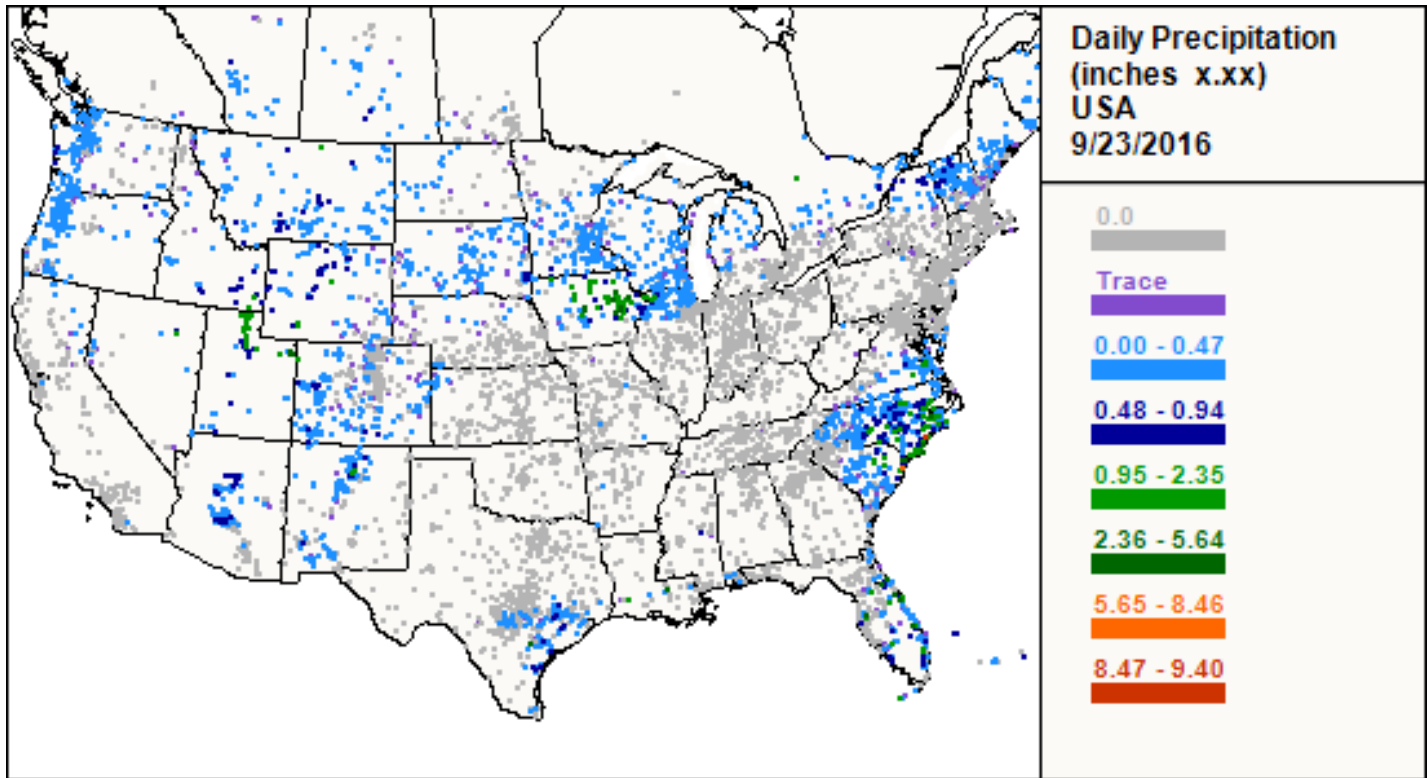 Daily Precipitation
(inches x.xx)
USA
9/23/2016
0.0
Trace
0.00 - 0.47
0.48 - 0.94
0.95 - 2.35
2.36 - 5.64
5.65 - 8.46
8.47 - 9.40